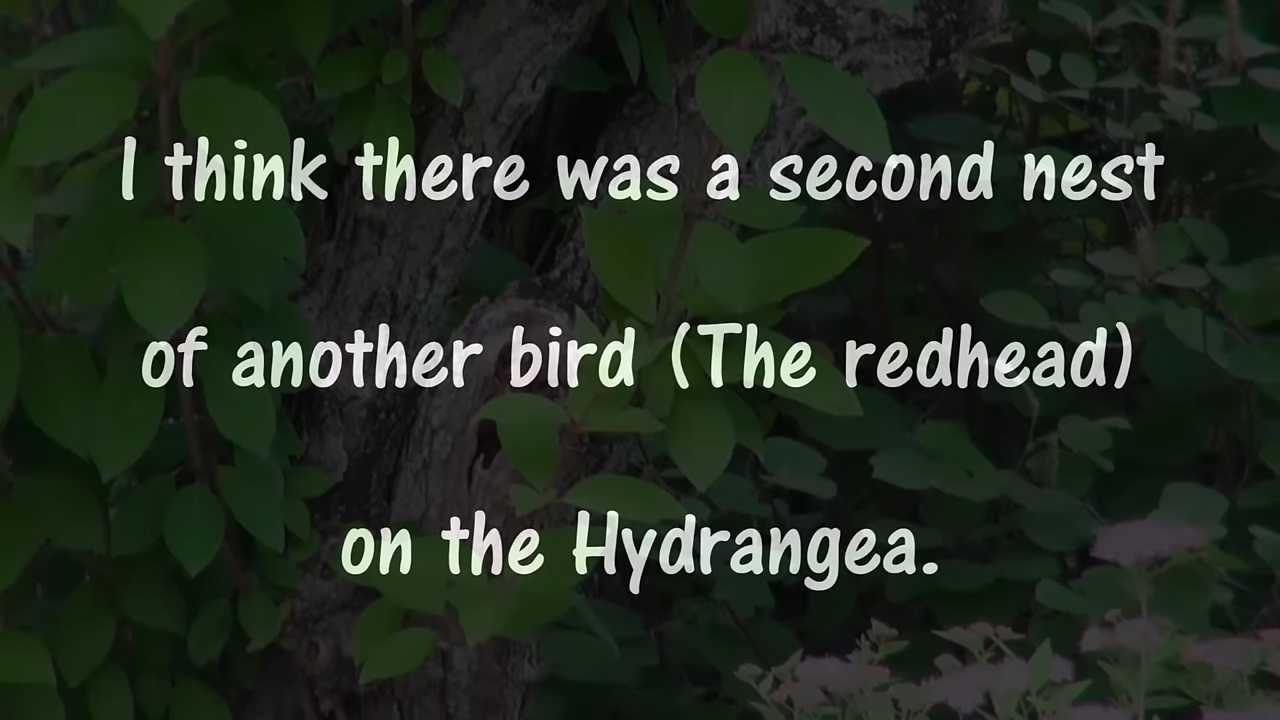 I think there was a second nest
of another bird (The redhead)
on the Hydrangea.